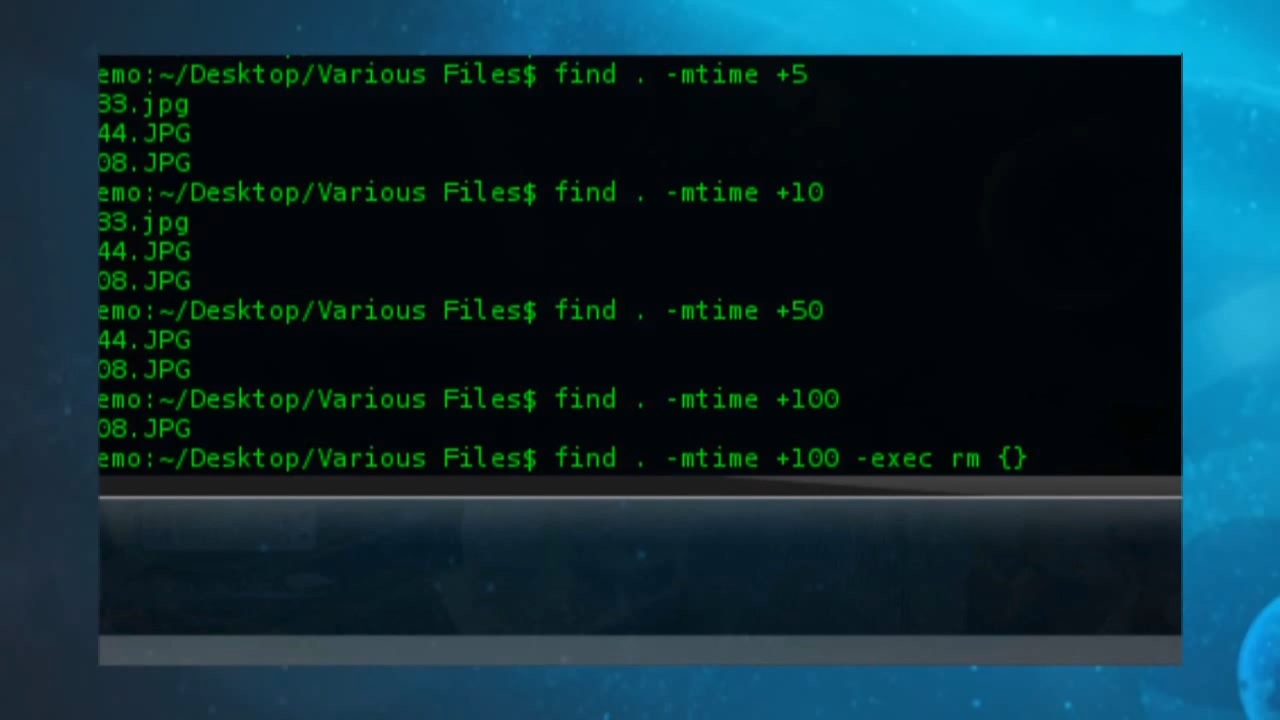 emo:~/Desktop/Various Files$ find . -mtime +5
33.jpg
44.JPG
08.JPG
emo:~/Desktop/Various Files$ find . -mtime +10
33.jpg
44.JPG
08.JPG
emo:~/Desktop/Various Files$ find . -mtime +50
44.JPG
08.JPG
emo:~/Desktop/Various Files$ find . -mtime +100
08.JPG
emo:~/Desktop/Various Files$ find . -mtime +100 -exec rm {}